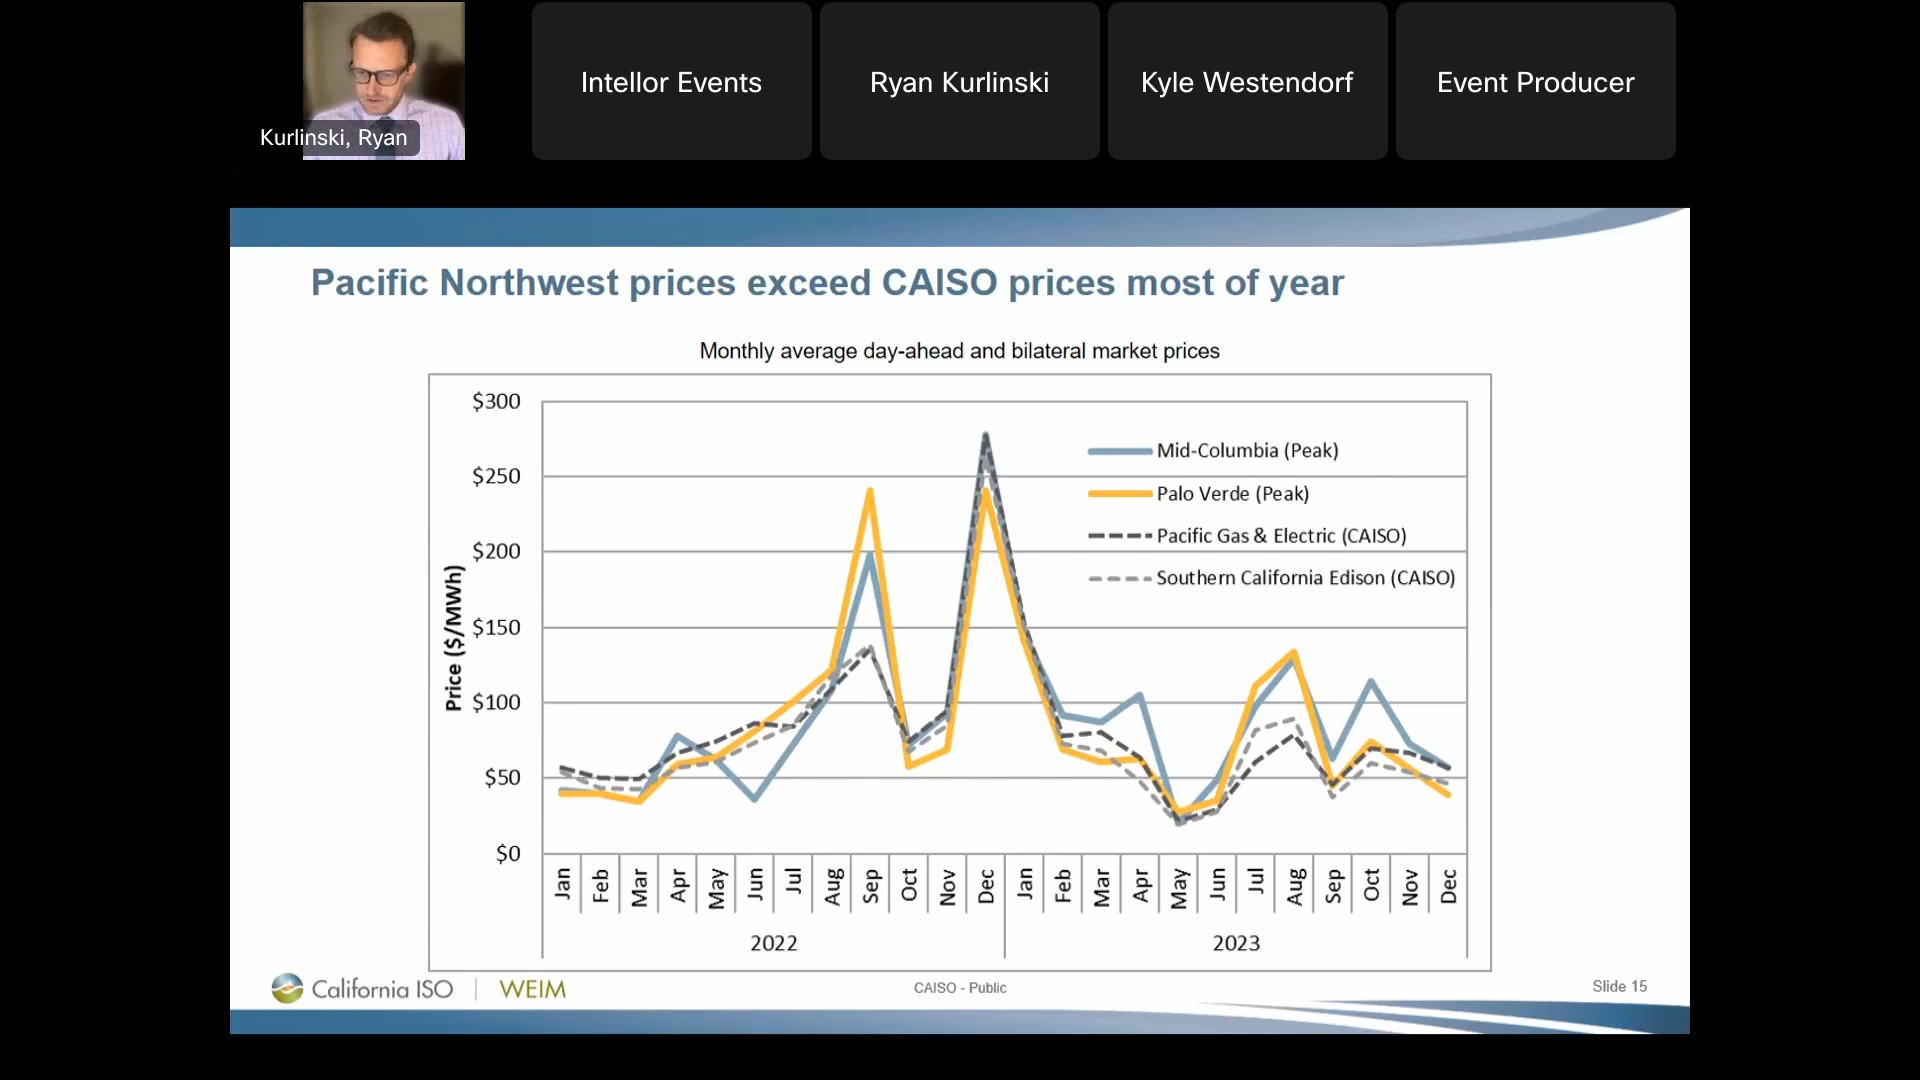 Kurlinski, Ryan
Intellor Events
Ryan Kurlinski
Kyle Westendorf
Event Producer
Pacific Northwest prices exceed CAISO prices most of year
Monthly average day-ahead and bilateral market prices
Price ($/MWh)
$300
$250
$200
$150
$100
$50
$0
Mid-Columbia (Peak)
Palo Verde (Peak)
Pacific Gas & Electric (CAISO)
Southern California Edison (CAISO)
Jan Feb Mar Apr May Jun Jul Aug Sep Oct Nov Dec Jan Feb Mar Apr May Jun Jul Aug Sep Oct Nov Dec
2022 2023
California ISO WEIM
CAISO - Public
Slide 15